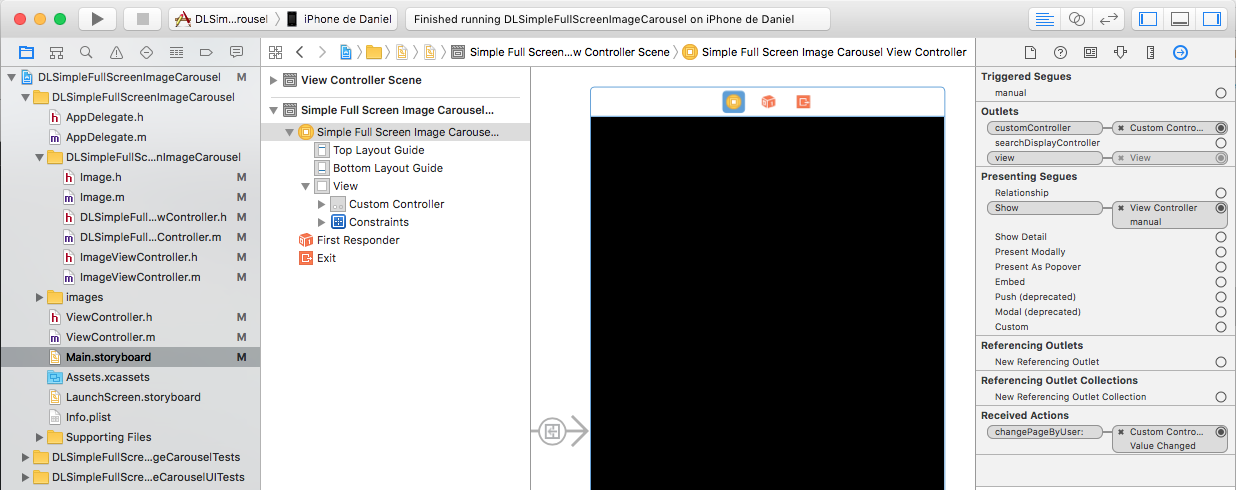 DLSim...rousel
iPhone de Daniel
Finished running DLSimpleFullScreenImageCarousel on iPhone de Daniel
Simple Full Screen...w Controller Scene
Simple Full Screen Image Carousel View Controller
DLSimpleFullScreenImageCarousel M
DLSimpleFullScreenImageCarousel
AppDelegate.h
AppDelegate.m
DLSimpleFullSc...nImageCarousel
Image.h M
Image.m M
DLSimpleFull...wController.h M
DLSimpleFull...Controller.m M
ImageViewController.h M
ImageViewController.m M
images
ViewController.h M
ViewController.m M
Main.storyboard M
Assets.xcassets
LaunchScreen.storyboard
Info.plist
Supporting Files
DLSimpleFullScre...geCarouselTests
DLSimpleFullScre...eCarouselUITests
View Controller Scene
Simple Full Screen Image Carousel...
Simple Full Screen Image Carouse...
Top Layout Guide
Bottom Layout Guide
View
Custom Controller
Constraints
First Responder
Exit
Triggered Segues
manual
Outlets
customController Custom Contro...
searchDisplayController
view View
Presenting Segues
Relationship
Show View Controller
manual
Show Detail
Present Modally
Present As Popover
Embed
Push (deprecated)
Modal (deprecated)
Custom
Referencing Outlets
New Referencing Outlet
Referencing Outlet Collections
New Referencing Outlet Collection
Received Actions
changePageByUser: Custom Contro...
Value Changed